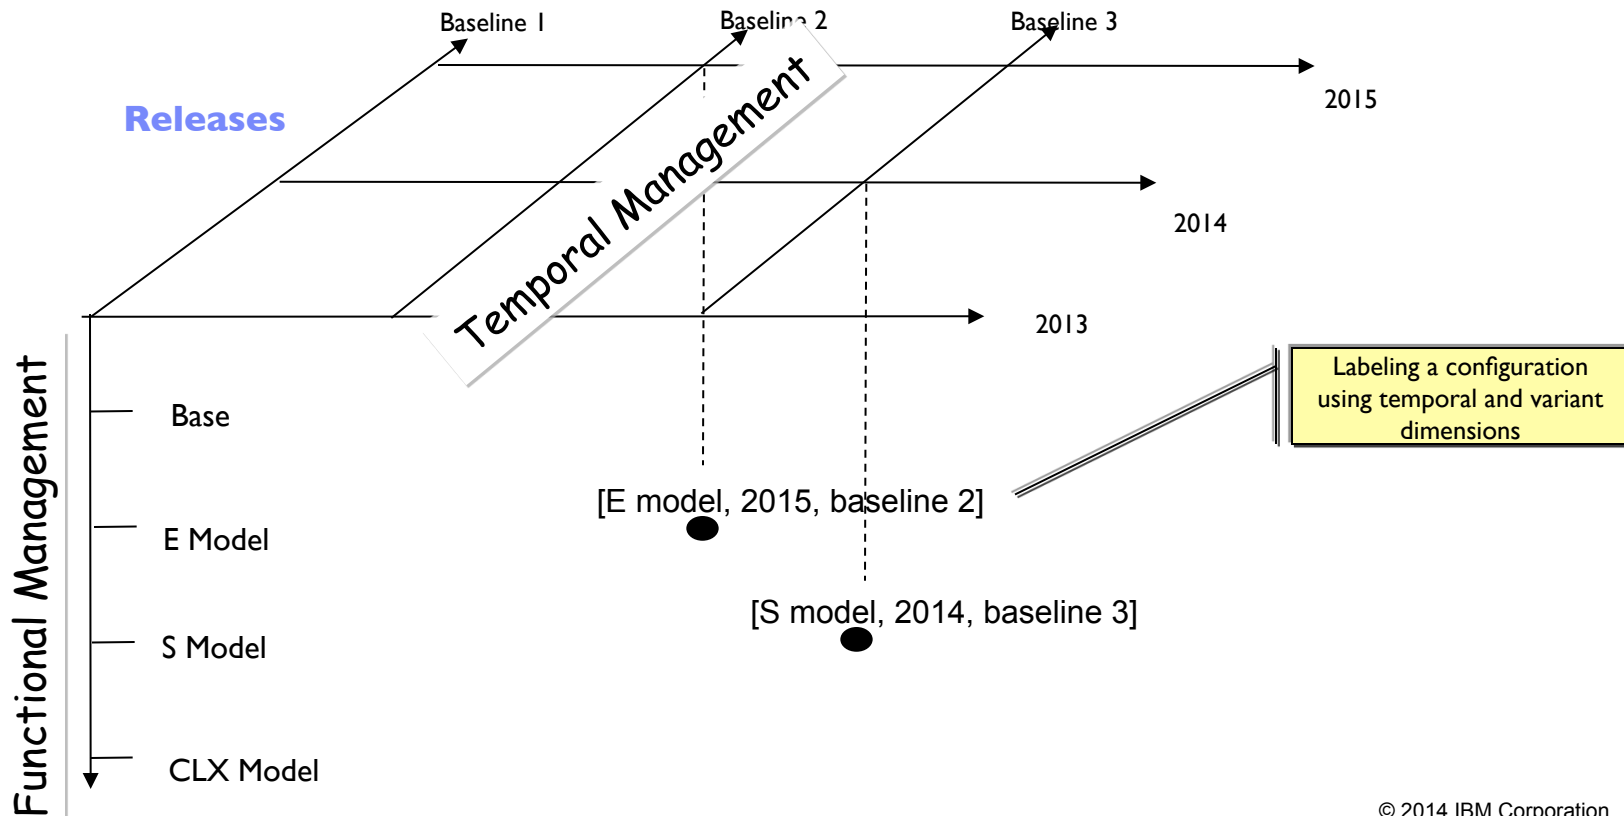 Baseline 1
Baseline 2
Baseline 3
2015
Releases
Temporal Management
2014
2013
Functional Management
Labeling a configuration
using temporal and variant
dimensions
Base
[E model, 2015, baseline 2]
E Model
[S model, 2014, baseline 3]
S Model
CLX Model
© 2014 IBM Corporation